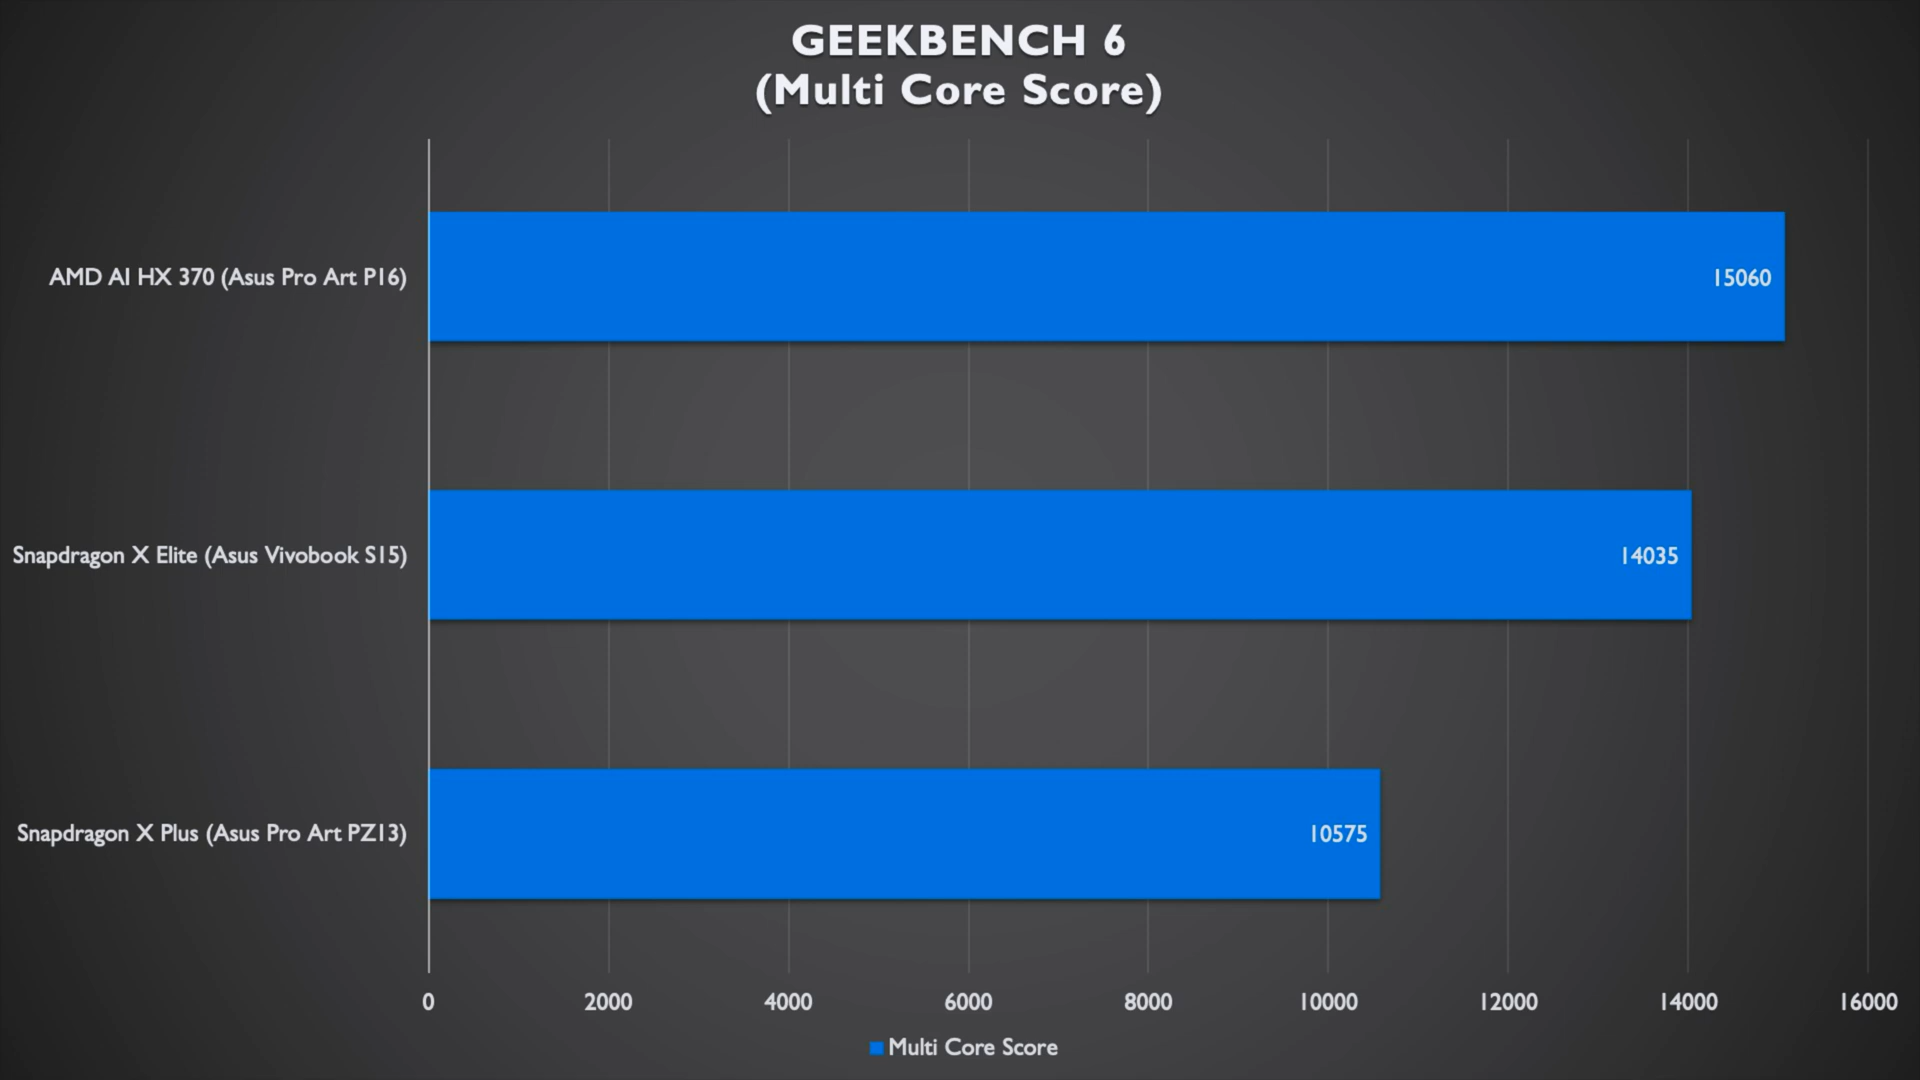 GEEKBENCH 6
(Multi Core Score)
AMD AI HX 370 (Asus Pro Art P16)
15060
Snapdragon X Elite (Asus Vivobook S15)
14035
Snapdragon X Plus (Asus Pro Art PZ13)
10575
0 2000 4000 6000 8000 10000 12000 14000 16000
Multi Core Score